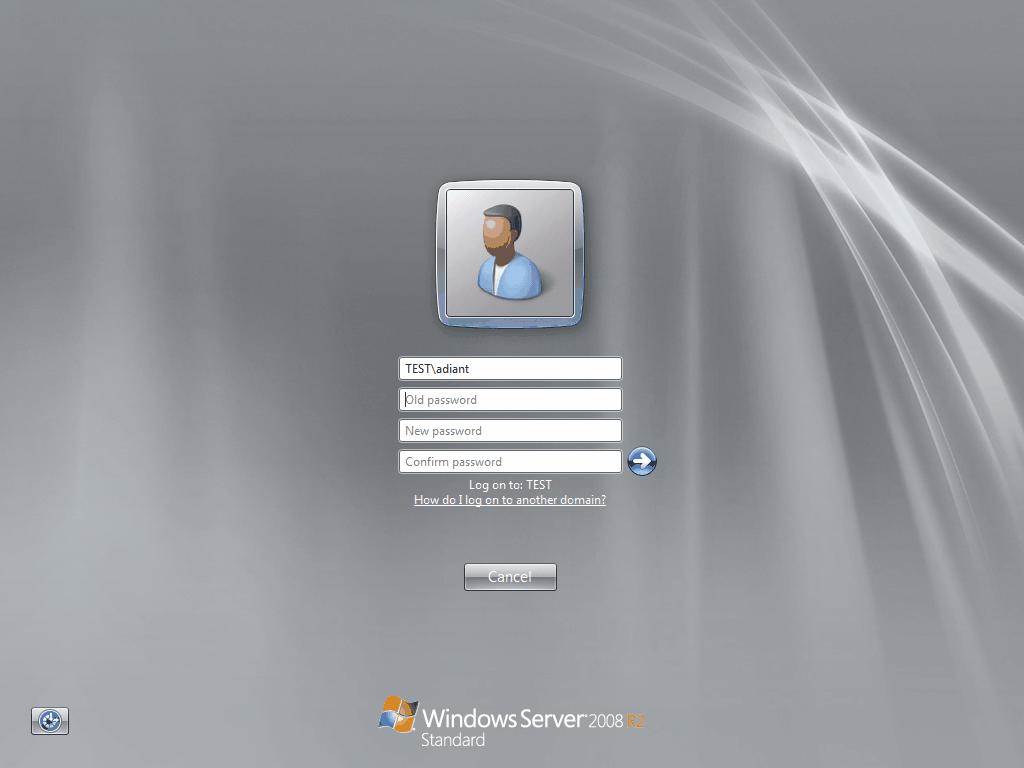 TEST\adiant
Old password
New password
Confirm password
Log on to: TEST
How do I log on to another domain?
Cancel
Windows Server 2008 R2
Standard